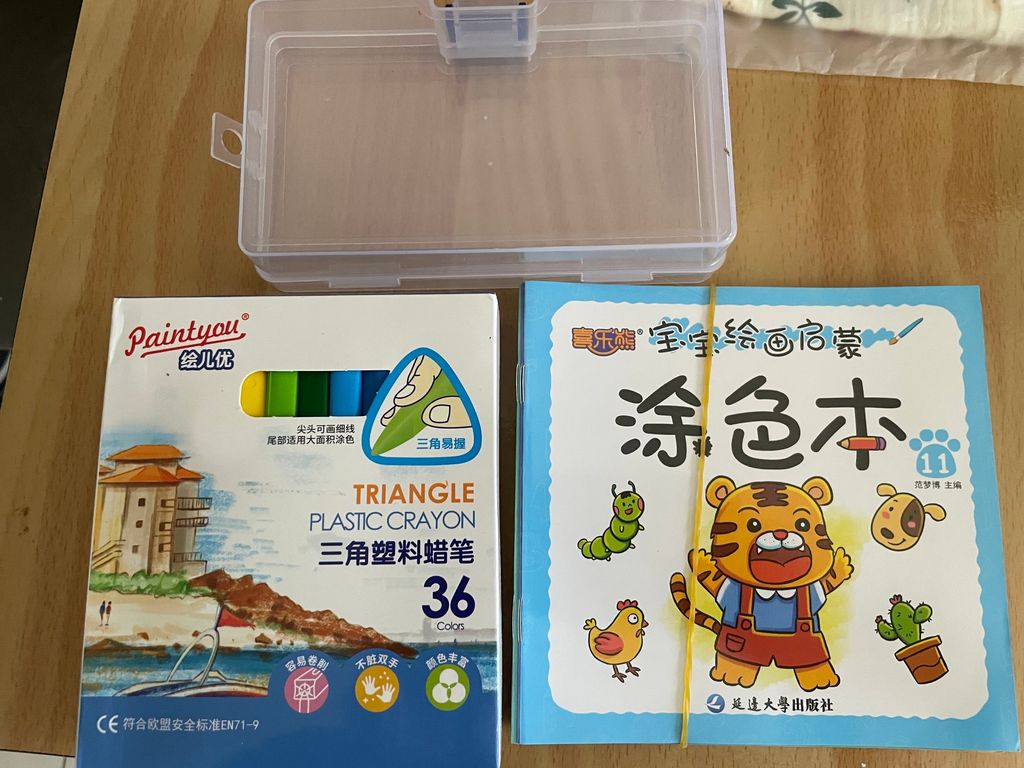 Paintyou®
绘儿优
尖头可画细线
尾部适用大面积涂色
三角易握
TRIANGLE
PLASTIC CRAYON
三角塑料蜡笔
36
Colors
容易卷削
不脏双手
颜色丰富
CE 符合欧盟安全标准EN71-9
喜乐熊® 宝宝绘画启蒙
涂色本
11
范梦博 主编
延边大學出版社